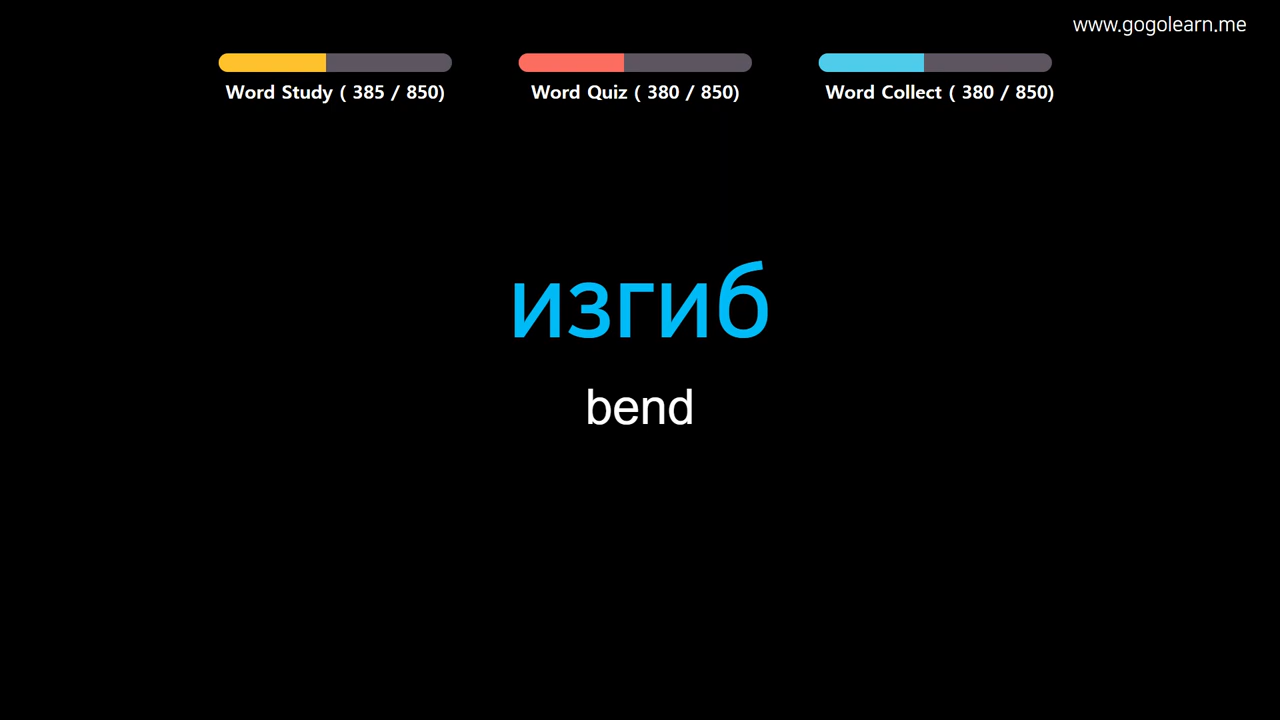 www.gogolearn.me
Word Study ( 385 / 850)
Word Quiz ( 380 / 850)
Word Collect ( 380 / 850)
изгиб
bend